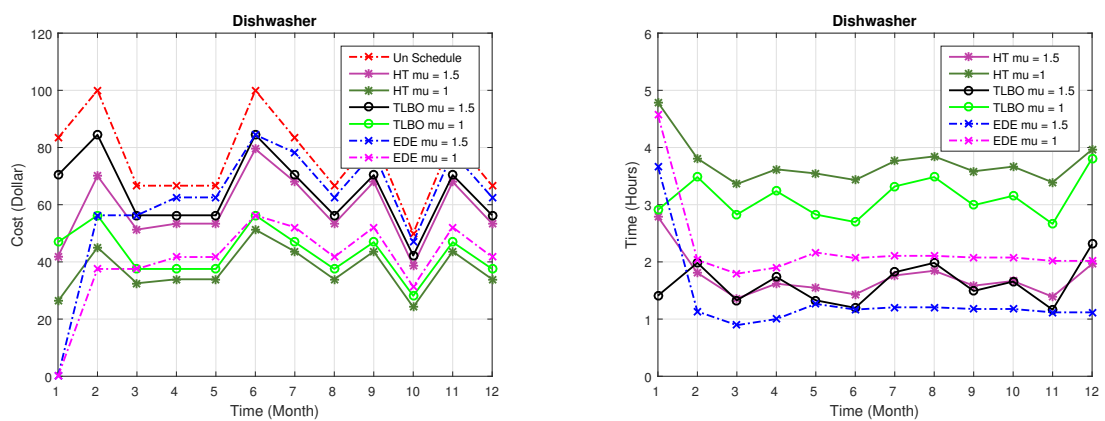 Dishwasher
120
100
80
60
40
20
0
Cost (Dollar)
1 2 3 4 5 6 7 8 9 10 11 12
Time (Month)
Un Schedule
HT mu = 1.5
HT mu = 1
TLBO mu = 1.5
TLBO mu = 1
EDE mu = 1.5
EDE mu = 1
Dishwasher
6
5
4
3
2
1
0
Time (Hours)
1 2 3 4 5 6 7 8 9 10 11 12
Time (Month)
HT mu = 1.5
HT mu =1
TLBO mu = 1.5
TLBO mu = 1
EDE mu = 1.5
EDE mu = 1